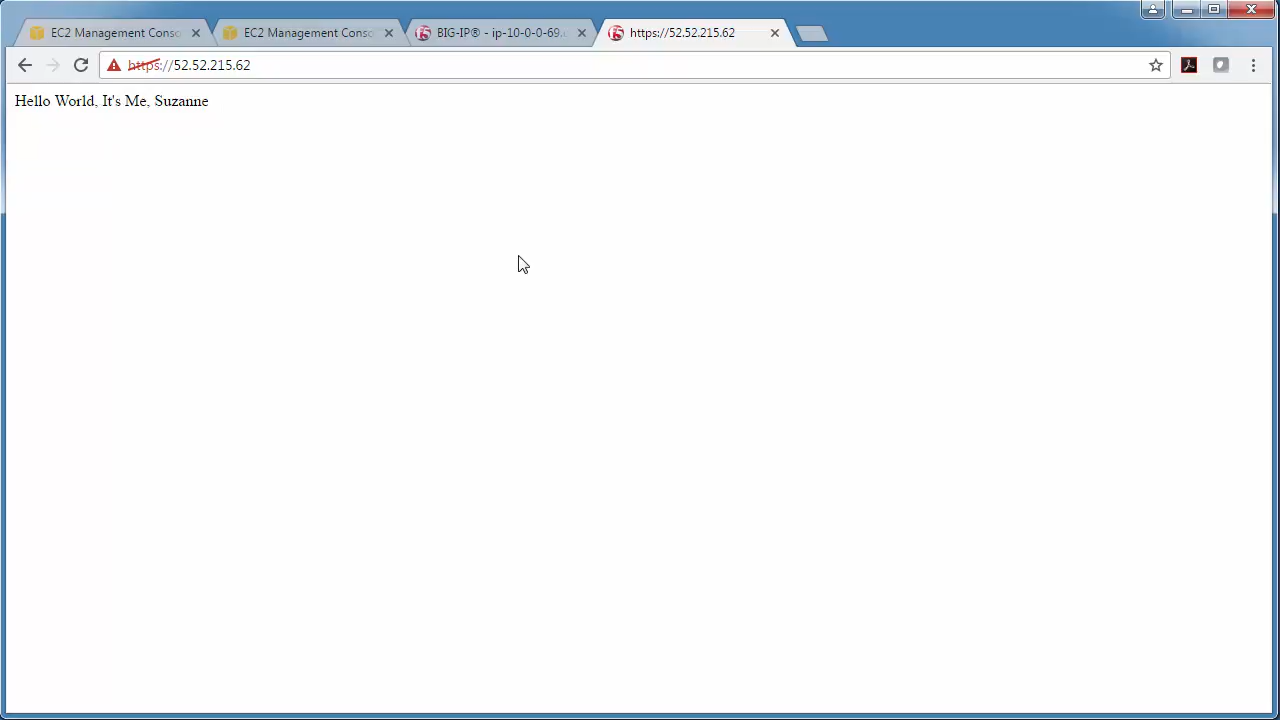 EC2 Management Conso
EC2 Management Conso
BIG-IP® - ip-10-0-0-69.
https://52.52.215.62
https://52.52.215.62
Hello World, It's Me, Suzanne